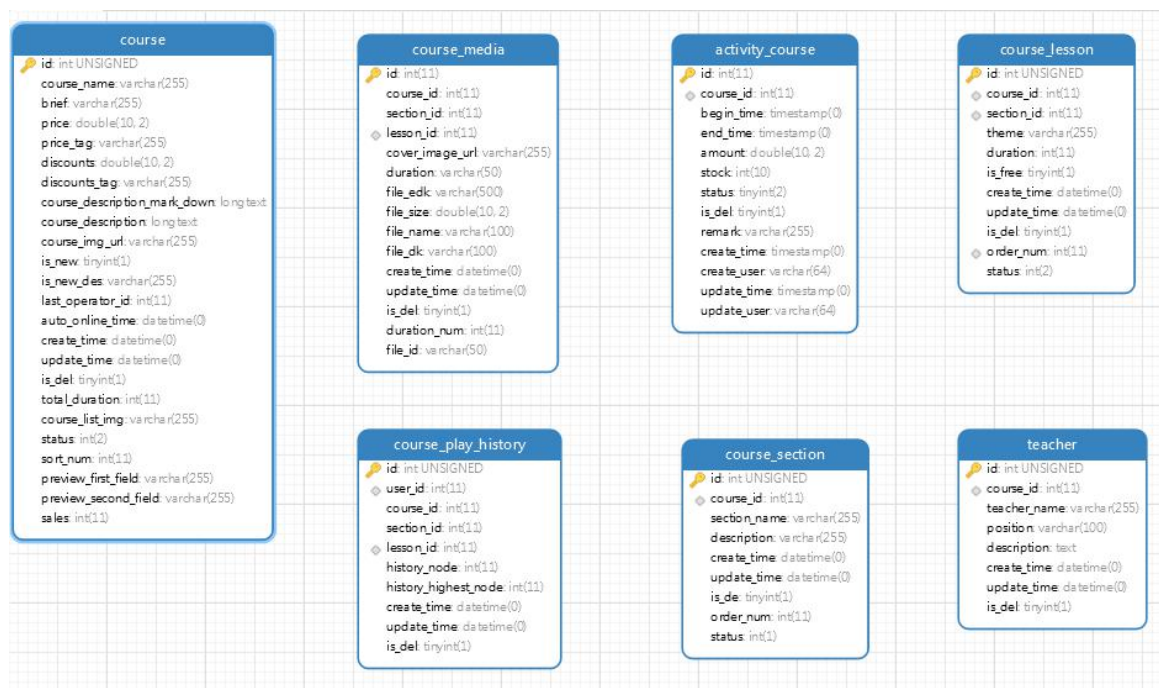 course
id: int UNSIGNED
course_name: varchar(255)
brief: varchar(255)
price: double(10, 2)
price_tag: varchar(255)
discounts: double(10, 2)
discounts_tag: varchar(255)
course_description_mark_down: longtext
course_description: longtext
course_img_url: varchar(255)
is_new: tinyint(1)
is_new_des: varchar(255)
last_operator_id: int(11)
auto_online_time: datetime(0)
create_time: datetime(0)
update_time: datetime(0)
is_del: tinyint(1)
total_duration: int(11)
course_list_img: varchar(255)
status: int(2)
sort_num: int(11)
preview_first_field: varchar(255)
preview_second_field: varchar(255)
sales: int(11)
course_media
id: int(11)
course_id: int(11)
section_id: int(11)
lesson_id: int(11)
cover_image_url: varchar(255)
duration: varchar(50)
file_edk: varchar(500)
file_size: double(10, 2)
file_name: varchar(100)
file_dk: varchar(100)
create_time: datetime(0)
update_time: datetime(0)
is_del: tinyint(1)
duration_num: int(11)
file_id: varchar(50)
activity_course
id: int(11)
course_id: int(11)
begin_time: timestamp(0)
end_time: timestamp(0)
amount: double(10, 2)
stock: int(10)
status: tinyint(2)
is_del: tinyint(1)
remark: varchar(255)
create_time: timestamp(0)
create_user: varchar(64)
update_time: timestamp(0)
update_user: varchar(64)
course_lesson
id: int UNSIGNED
course_id: int(11)
section_id: int(11)
theme: varchar(255)
duration: int(11)
is_free: tinyint(1)
create_time: datetime(0)
update_time: datetime(0)
is_del: tinyint(1)
order_num: int(11)
status: int(2)
course_play_history
id: int UNSIGNED
user_id: int(11)
course_id: int(11)
section_id: int(11)
lesson_id: int(11)
history_node: int(11)
history_highest_node: int(11)
create_time: datetime(0)
update_time: datetime(0)
is_del: tinyint(1)
course_section
id: int UNSIGNED
course_id: int(11)
section_name: varchar(255)
description: varchar(255)
create_time: datetime(0)
update_time: datetime(0)
is_de: tinyint(1)
order_num: int(11)
status: int(1)
teacher
id: int UNSIGNED
course_id: int(11)
teacher_name: varchar(255)
position: varchar(100)
description: text
create_time: datetime(0)
update_time: datetime(0)
is_del: tinyint(1)